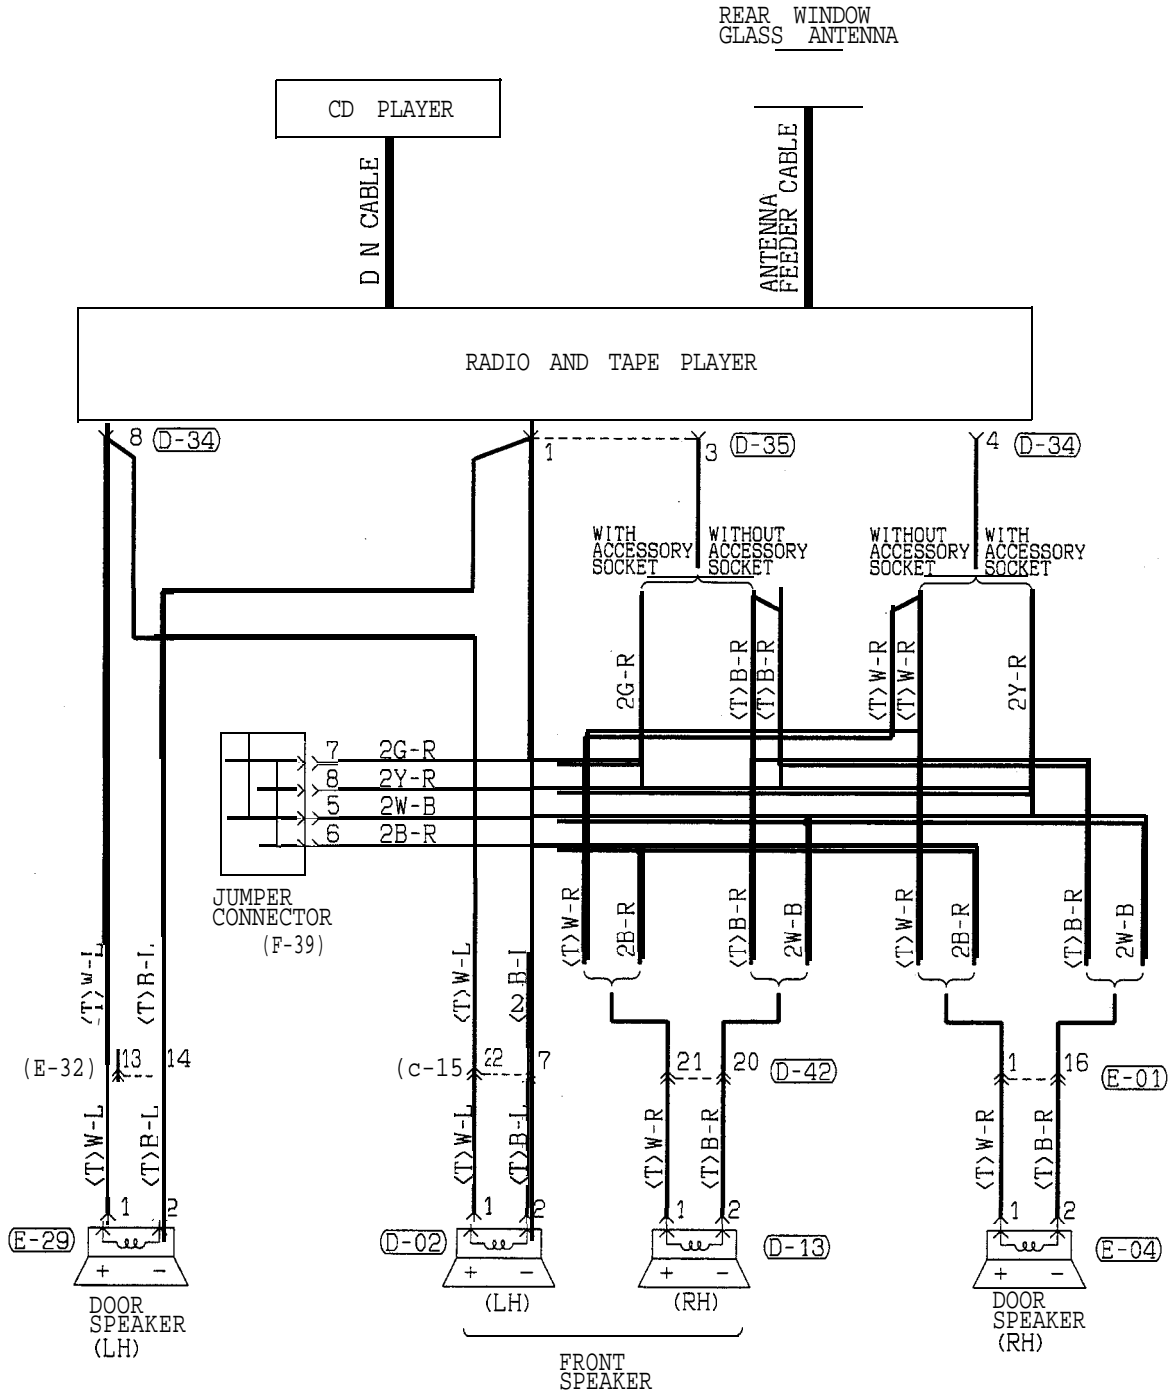 REAR WINDOW
GLASS ANTENNA
CD PLAYER
D N CABLE
ANTENNA
FEEDER CABLE
RADIO AND TAPE PLAYER
8 D-34
1
3 D-35
4 D-34
WITH
ACCESSORY
SOCKET
WITHOUT
ACCESSORY
SOCKET
WITHOUT
ACCESSORY
SOCKET
WITH
ACCESSORY
SOCKET
2G-R
<T>B-R
<T>B-R
<T>W-R
<T>W-R
2Y-R
7 2G-R
8 2Y-R
5 2W-B
6 2B-R
JUMPER
CONNECTOR
(F-39)
<T>W-L
<T>B-L
<T>W-L
<2 B-L
<T>W-R
2B-R
<T>B-R
2W-B
<T>W-R
2B-R
<T>B-R
2W-B
(E-32) 13 14
(c-15 22 7
21 20 D-42
1 16 E-01
<T>W-L
<T>B-L
<T>W-L
<T>B-L
<T>W-R
<T>B-R
<T>W-R
<T>B-R
1 2
1 2
1 2
1 2
E-29
D-02
D-13
E-04
+ −
+ −
+ −
+ −
DOOR
SPEAKER
(LH)
(LH)
(RH)
DOOR
SPEAKER
(RH)
FRONT
SPEAKER